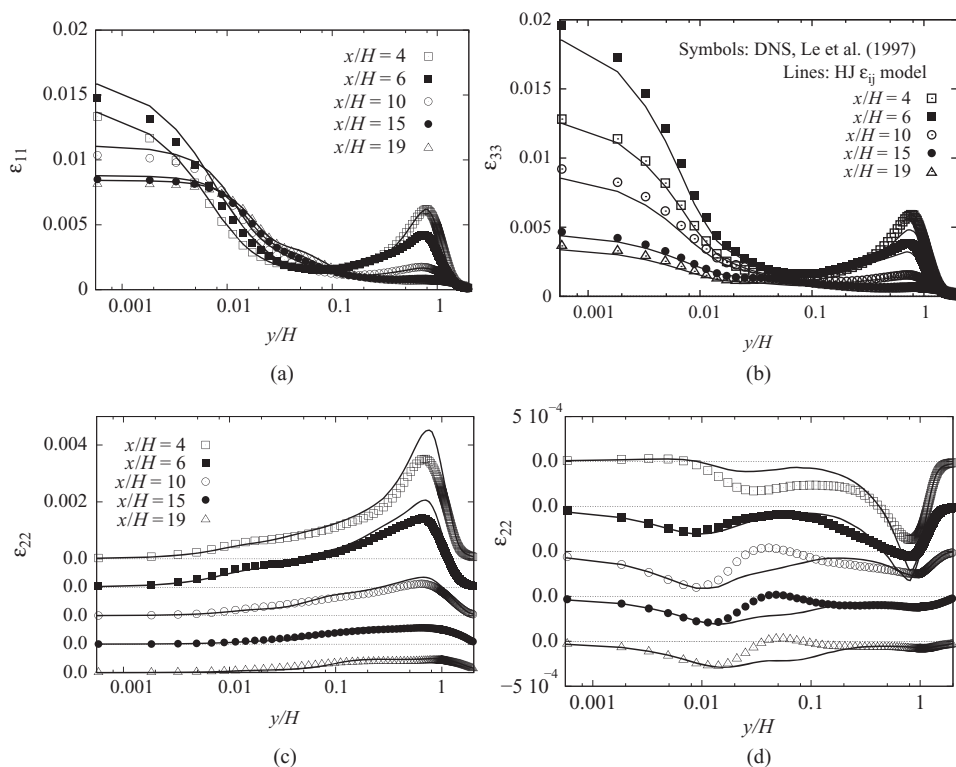 0.02
0.015
0.01
0.005
0
ε11
x/H = 4
x/H = 6
x/H = 10
x/H = 15
x/H = 19
0.001 0.01 0.1 1
y/H
(a)
0.02
0.015
0.01
0.005
0
ε33
Symbols: DNS, Le et al. (1997)
Lines: HJ εij model
x/H = 4
x/H = 6
x/H = 10
x/H = 15
x/H = 19
0.001 0.01 0.1 1
y/H
(b)
0.004
0.002
0.0
0.0
0.0
0.0
0.0
ε22
x/H = 4
x/H = 6
x/H = 10
x/H = 15
x/H = 19
0.001 0.01 0.1 1
y/H
(c)
5 10−4
0.0
0.0
0.0
0.0
0.0
−5 10−4
ε22
0.001 0.01 0.1 1
y/H
(d)